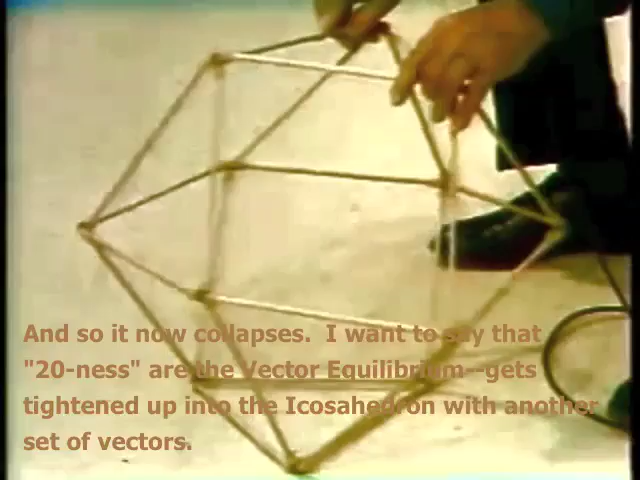 And so it now collapses.  I want to say that
"20-ness" are the Vector Equilibrium--gets
tightened up into the Icosahedron with another
set of vectors.